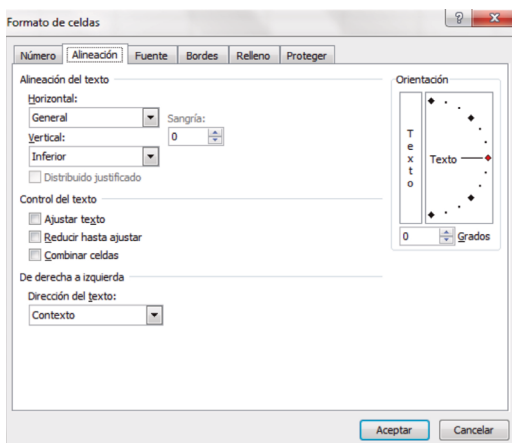 Formato de celdas
Número Alineación Fuente Bordes Relleno Proteger
Alineación del texto
Horizontal:
General
Sangría:
Vertical:
0
Inferior
Distribuido justificado
Control del texto
Ajustar texto
Reducir hasta ajustar
Combinar celdas
De derecha a izquierda
Dirección del texto:
Contexto
Orientación
Texto
Texto
0 Grados
Aceptar Cancelar